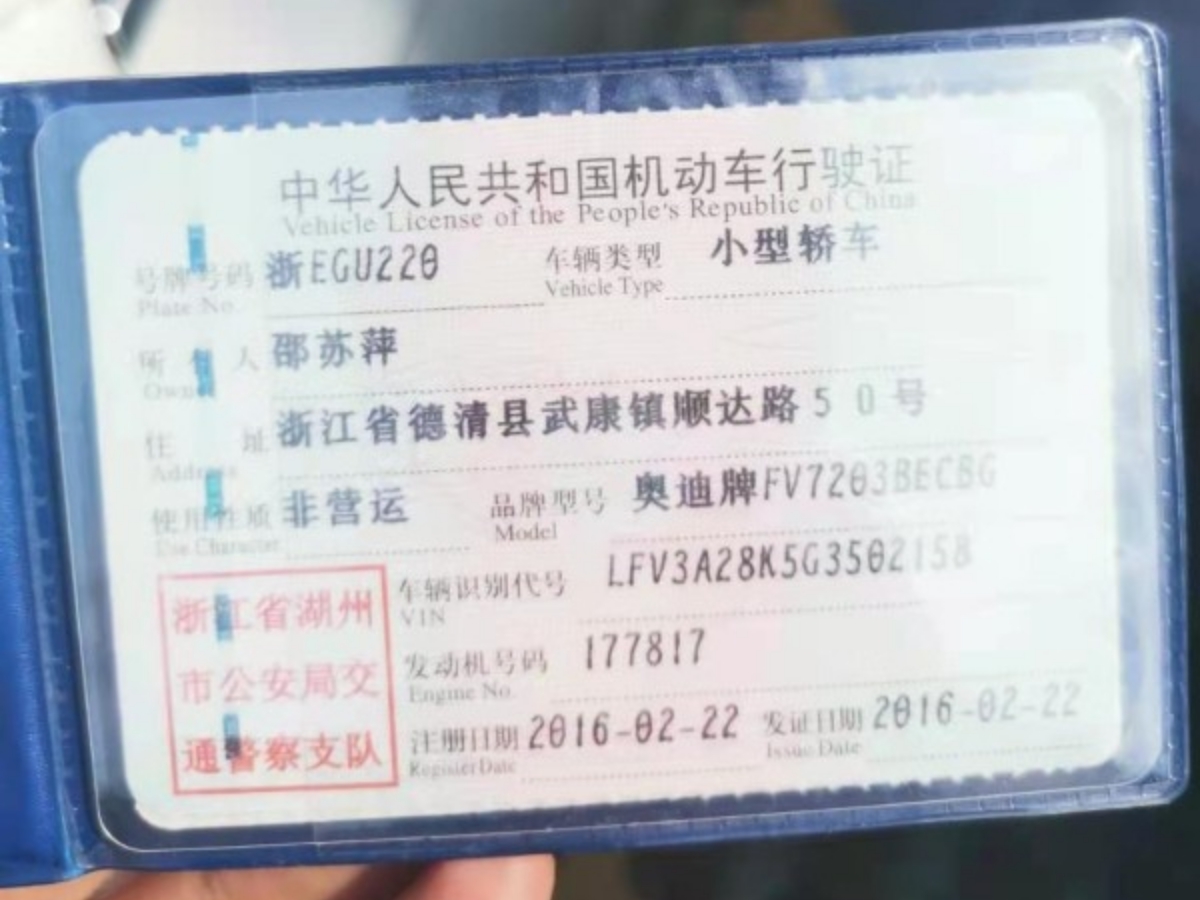 中华人民共和国机动车行驶证
Vehicle License of the People's Republic of China
号牌号码 浙EGU220 车辆类型 小型轿车
Plate No. Vehicle Type
所有人 邵苏萍
Owner
住址 浙江省德清县武康镇顺达路50号
Address
使用性质 非营运 品牌型号 奥迪牌FV7203BECBG
Use Character Model
车辆识别代号 LFV3A28K5G3502158
VIN
发动机号码 177817
Engine No.
注册日期 2016-02-22 发证日期 2016-02-22
Register Date Issue Date
浙江省湖州
市公安局交
通警察支队